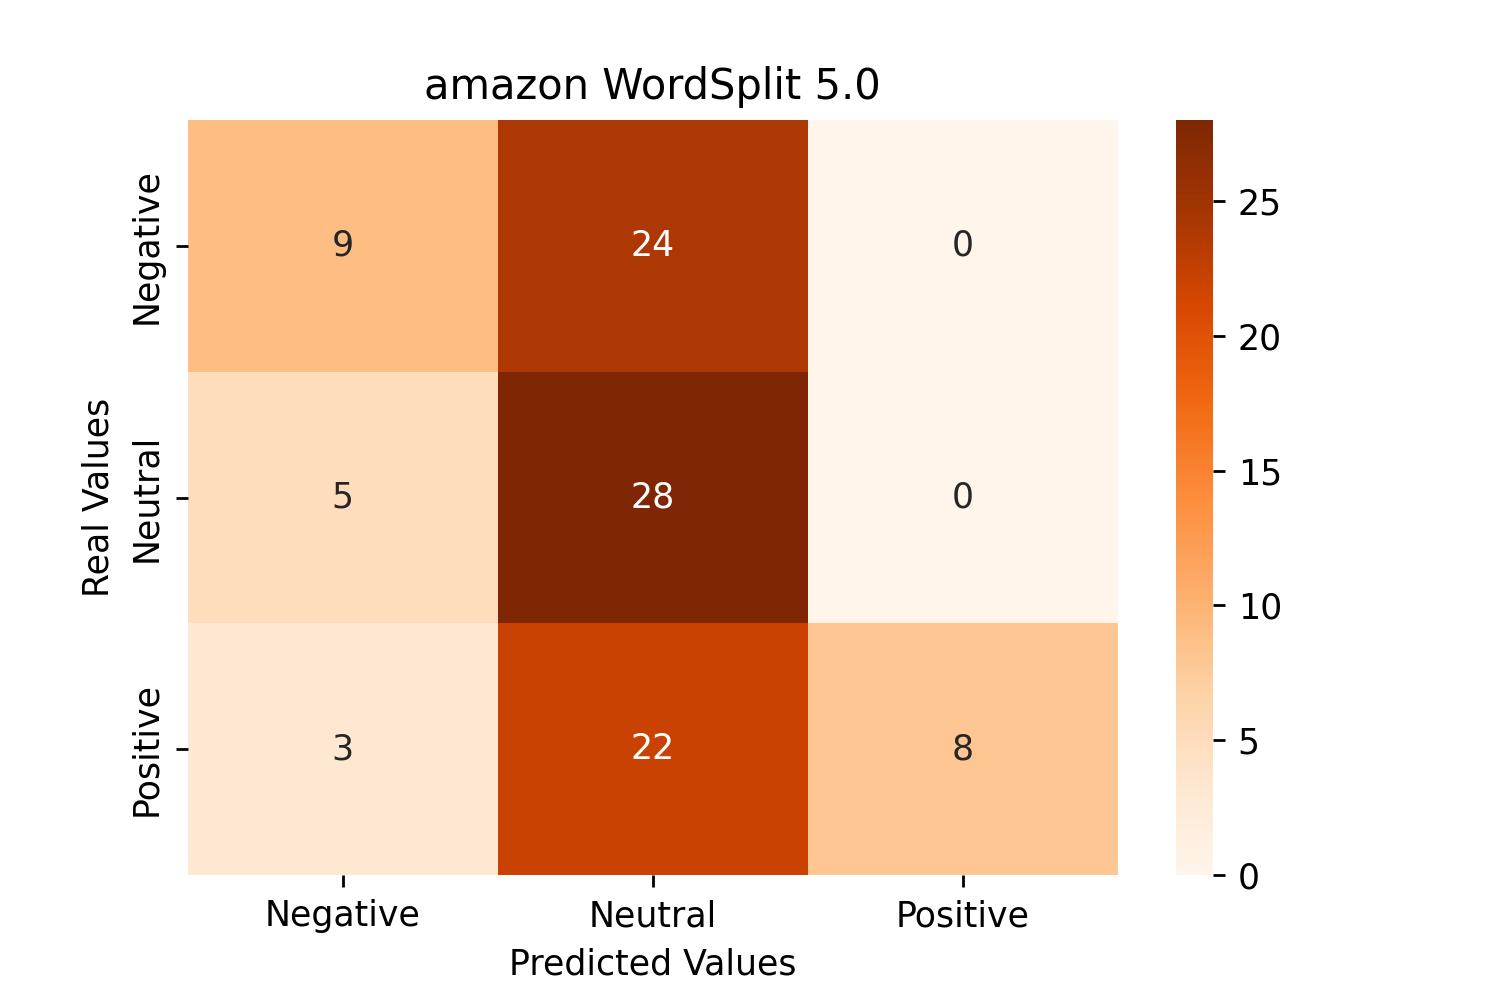 amazon WordSplit 5.0
Real Values
Negative
9 24 0
Neutral
5 28 0
Positive
3 22 8
Negative Neutral Positive
Predicted Values
25
20
15
10
5
0